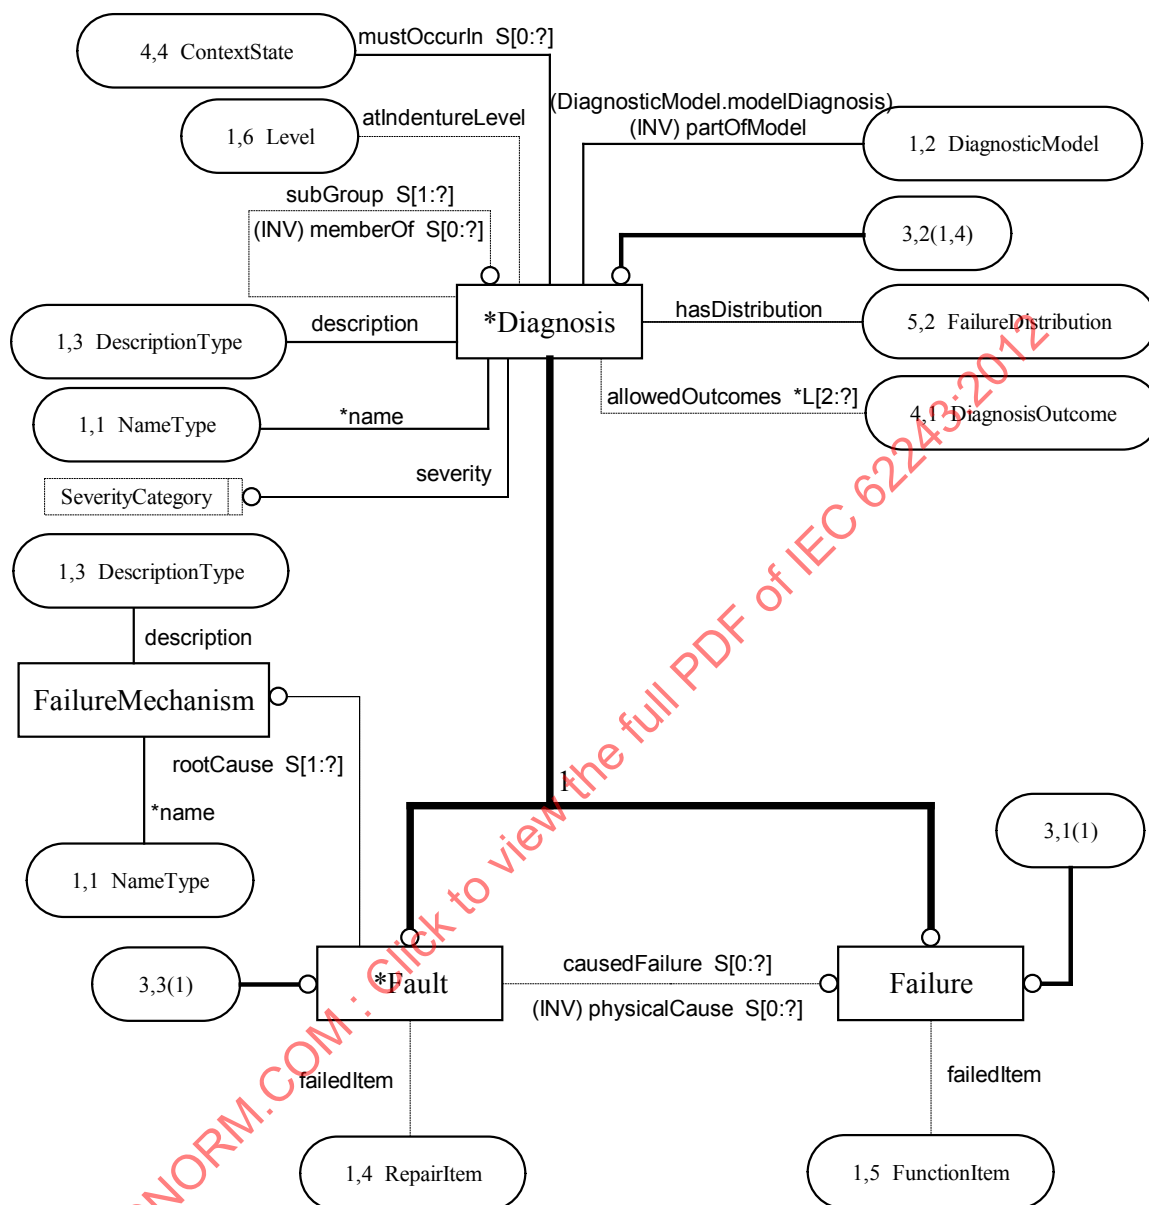 4,4 ContextState
mustOccurIn S[0:?]
(DiagnosticModel.modelDiagnosis)
(INV) partOfModel
1,2 DiagnosticModel
1,6 Level
atIndentureLevel
subGroup S[1:?]
(INV) memberOf S[0:?]
3,2(1,4)
*Diagnosis
hasDistribution
5,2 FailureDistribution
1,3 DescriptionType
description
allowedOutcomes *L[2:?]
4,1 DiagnosisOutcome
1,1 NameType
*name
severity
SeverityCategory
1,3 DescriptionType
description
FailureMechanism
rootCause S[1:?]
*name
1,1 NameType
1
3,1(1)
3,3(1)
*Fault
causedFailure S[0:?]
(INV) physicalCause S[0:?]
Failure
failedItem
failedItem
1,4 RepairItem
1,5 FunctionItem
NORM.COM : Click to view the full PDF of IEC 62243:2012